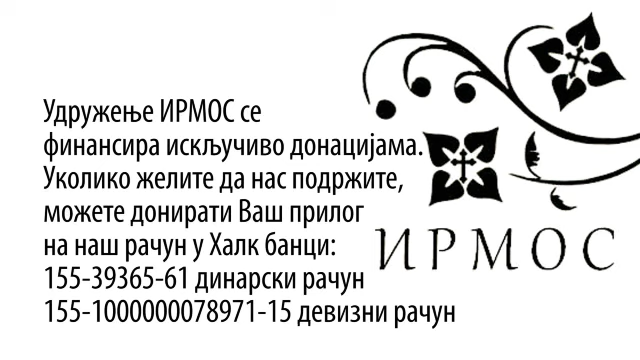 Удружење ИРМОС се
финансира искључиво донацијама.
Уколико желите да нас подржите,
можете донирати Ваш прилог
на наш рачун у Халк банци:
155-39365-61 динарски рачун
155-1000000078971-15 девизни рачун
ИРМОС